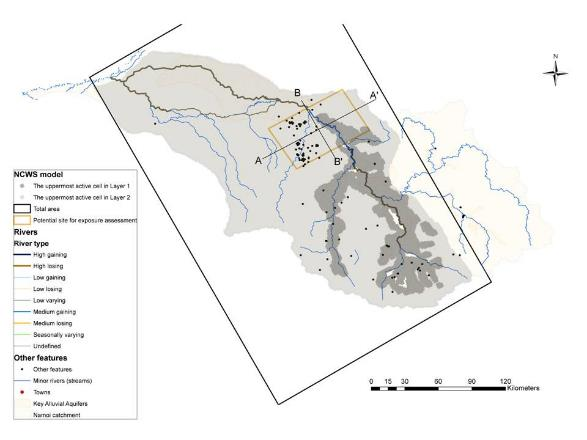 N
B
A'
A
B'
NCWS model
The uppermost active cell in Layer 1
The uppermost active cell in Layer 2
Total area
Potential site for exposure assessment
Rivers
River type
High gaining
High losing
Low gaining
Low losing
Low varying
Medium gaining
Medium losing
Seasonally varying
Undefined
Other features
Other features
Minor rivers (streams)
Towns
Key Alluvial Aquifers
Namoi catchment
0 15 30 60 90 120
Kilometers